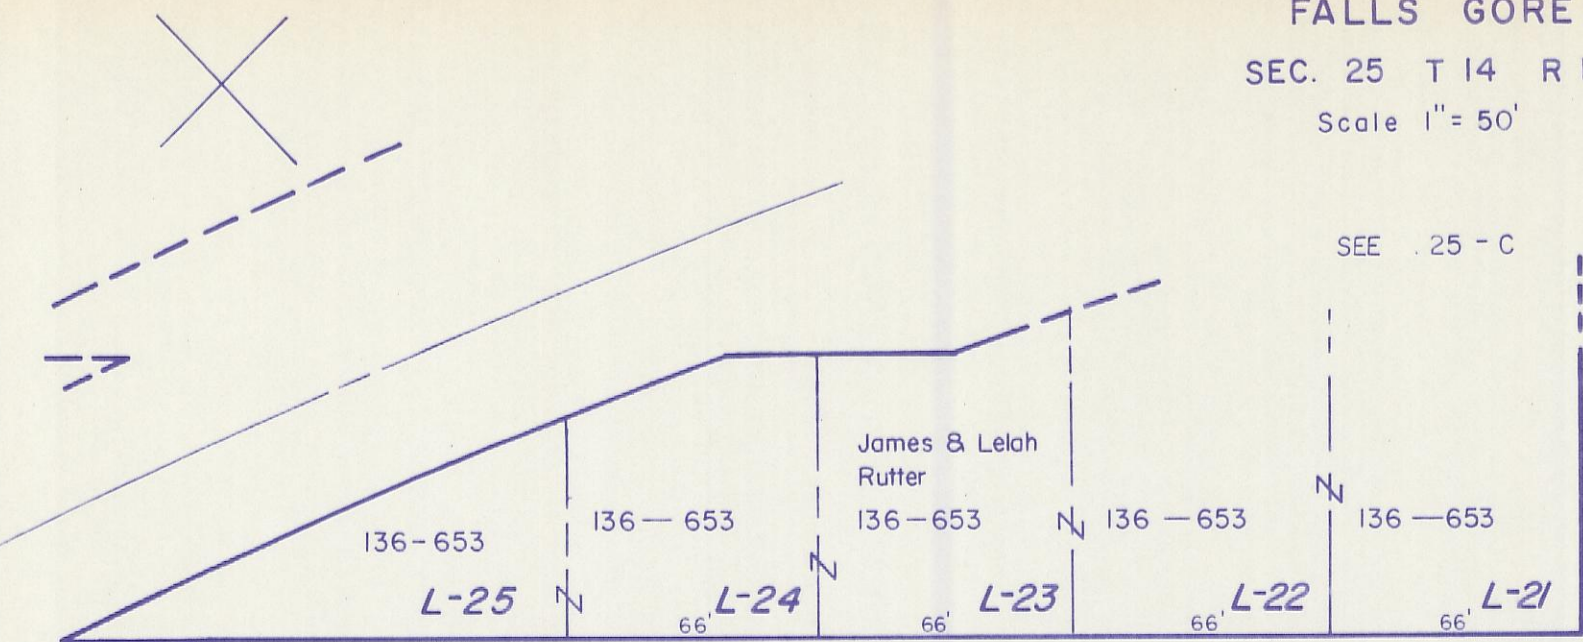 FALLS GORE
SEC. 25 T 14 R
Scale 1"= 50'
SEE .25 - C
James & Lelah
Rutter
136-653
136-653
136-653
136-653
136-653
L-25
L-24
L-23
L-22
L-21
66'
66'
66'
66'